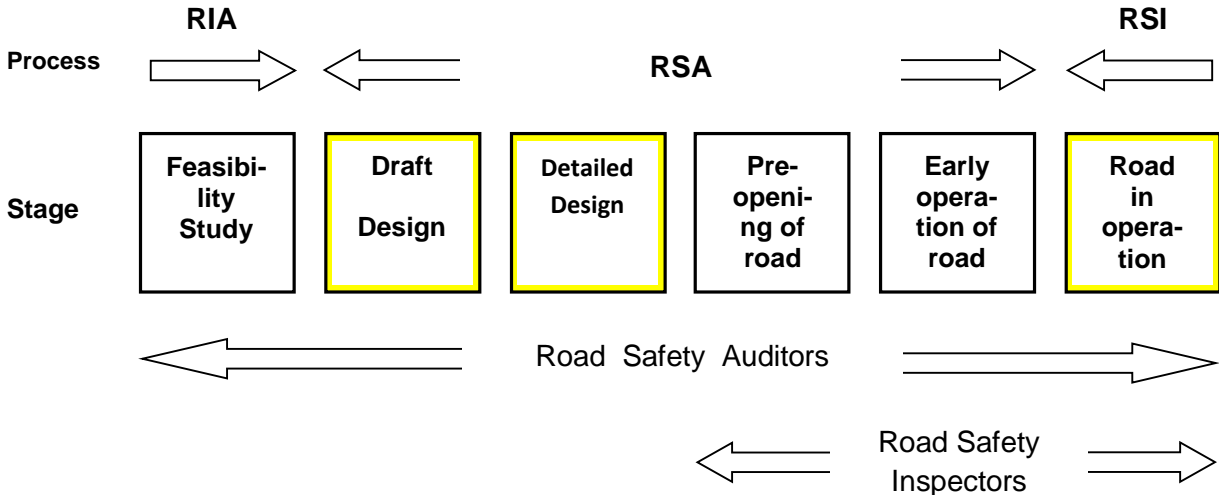 RIA
RSI
Process
RSA
Stage
Feasibi-
lity
Study
Draft
Design
Detailed
Design
Pre-
openi-
ng of
road
Early
opera-
tion of
road
Road
in
opera-
tion
Road Safety Auditors
Road Safety
Inspectors